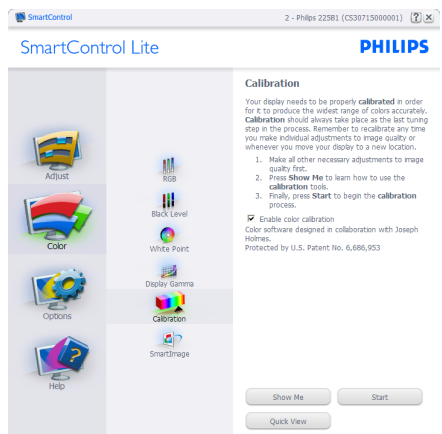 SmartControl
2 - Philips 225B1 (CS30715000001)
SmartControl Lite
PHILIPS
Adjust
Color
Options
Help
RGB
Black Level
White Point
Display Gamma
Calibration
SmartImage
Calibration
Your display needs to be properly calibrated in order
for it to produce the widest range of colors accurately.
Calibration should always take place as the last tuning
step in the process. Remember to recalibrate any time
you make individual adjustments to image quality or
whenever you move your display to a new location.
1. Make all other necessary adjustments to image
quality first.
2. Press Show Me to learn how to use the
calibration tools.
3. Finally, press Start to begin the calibration
process.
Enable color calibration
Color software designed in collaboration with Joseph
Holmes.
Protected by U.S. Patent No. 6,686,953
Show Me
Start
Quick View